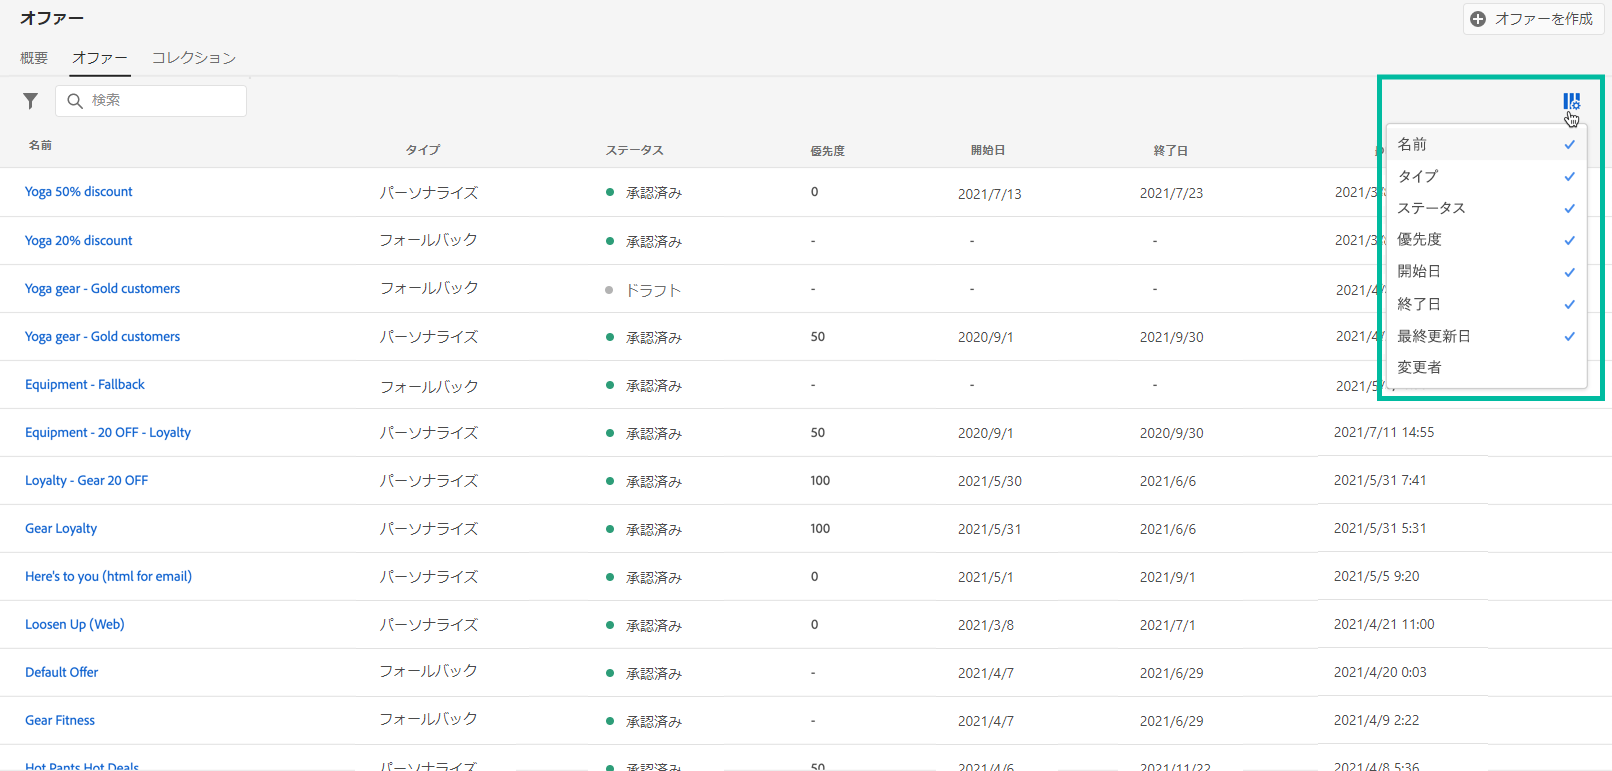 オファー
オファーを作成
概要 オファー コレクション
検索
名前 タイプ ステータス 優先度 開始日 終了日
Yoga 50% discount パーソナライズ 承認済み 0 2021/7/13 2021/7/23 2021/3/
Yoga 20% discount フォールバック 承認済み - - - 2021/3/
Yoga gear - Gold customers フォールバック ドラフト - - - 2021/4/
Yoga gear - Gold customers パーソナライズ 承認済み 50 2020/9/1 2021/9/30 2021/4/
Equipment - Fallback フォールバック 承認済み - - - 2021/5/
名前
タイプ
ステータス
優先度
開始日
終了日
最終更新日
変更者
Equipment - 20 OFF - Loyalty パーソナライズ 承認済み 50 2020/9/1 2020/9/30 2021/7/11 14:55
Loyalty - Gear 20 OFF パーソナライズ 承認済み 100 2021/5/30 2021/6/6 2021/5/31 7:41
Gear Loyalty パーソナライズ 承認済み 100 2021/5/31 2021/6/6 2021/5/31 5:31
Here's to you (html for email) パーソナライズ 承認済み 0 2021/5/1 2021/9/1 2021/5/5 9:20
Loosen Up (Web) パーソナライズ 承認済み 0 2021/3/8 2021/7/1 2021/4/21 11:00
Default Offer フォールバック 承認済み - 2021/4/7 2021/6/29 2021/4/20 0:03
Gear Fitness フォールバック 承認済み - 2021/4/7 2021/6/29 2021/4/9 2:22
Hot Pants Hot Deals パーソナライズ 承認済み 50 2021/4/6 2021/11/22 2021/4/8 5:36